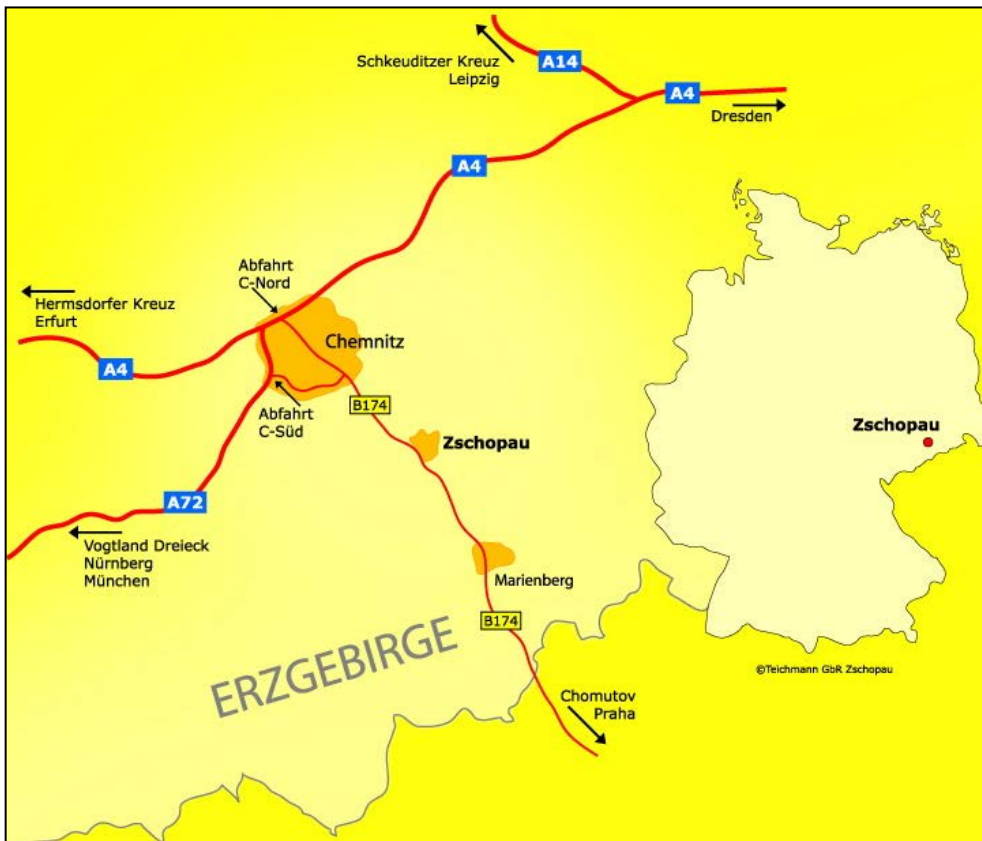 Schkeuditzer Kreuz
Leipzig
A14
A4
Dresden
A4
Abfahrt
C-Nord
Hermsdorfer Kreuz
Erfurt
A4
Chemnitz
Abfahrt
C-Süd
B174
Zschopau
Zschopau
A72
Vogtland Dreieck
Nürnberg
München
Marienberg
B174
ERZGEBIRGE
©Teichmann GbR Zschopau
Chomutov
Praha